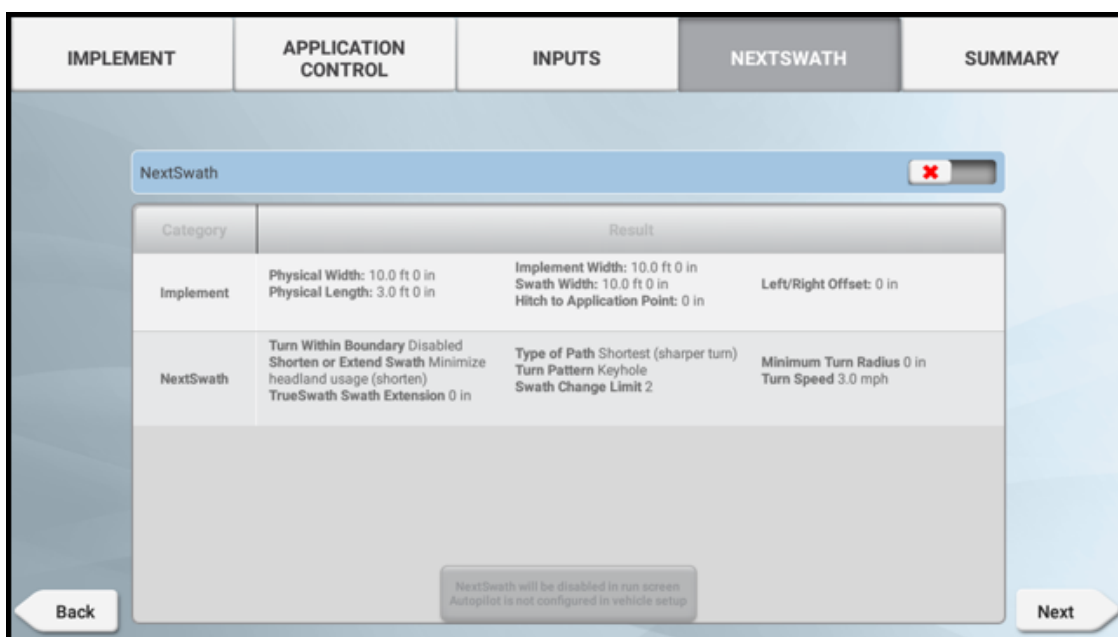 IMPLEMENT
APPLICATION
CONTROL
INPUTS
NEXTSWATH
SUMMARY
NextSwath
Category
Result
Implement
Physical Width: 10.0 ft 0 in
Physical Length: 3.0 ft 0 in
Implement Width: 10.0 ft 0 in
Swath Width: 10.0 ft 0 in
Hitch to Application Point: 0 in
Left/Right Offset: 0 in
NextSwath
Turn Within Boundary Disabled
Shorten or Extend Swath Minimize
headland usage (shorten)
TrueSwath Swath Extension 0 in
Type of Path Shortest (sharper turn)
Turn Pattern Keyhole
Swath Change Limit 2
Minimum Turn Radius 0 in
Turn Speed 3.0 mph
NextSwath will be disabled in run screen
Autopilot is not configured in vehicle setup
Back
Next